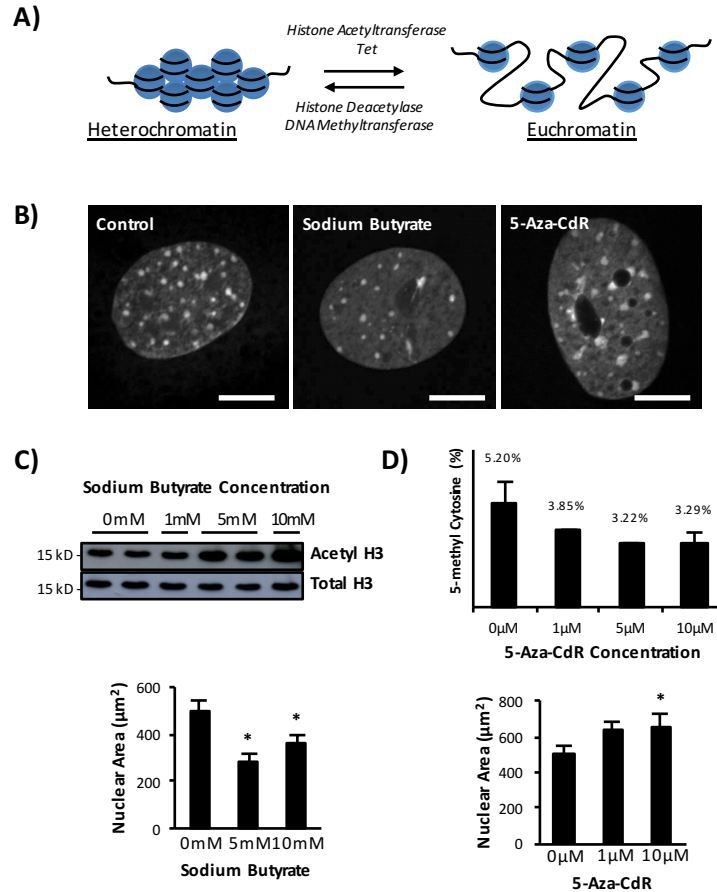 A)
Histone Acetyltransferase
Tet
Histone Deacetylase
DNA Methyltransferase
Heterochromatin
Euchromatin
B)
Control
Sodium Butyrate
5-Aza-CdR
C)
Sodium Butyrate Concentration
0mM 1mM 5mM 10mM
15 kD - Acetyl H3
15 kD - Total H3
Nuclear Area (µm²)
600
400
200
0
* *
0mM 5mM 10mM
Sodium Butyrate
D)
5-methyl Cytosine (%)
5.20% 3.85% 3.22% 3.29%
0µM 1µM 5µM 10µM
5-Aza-CdR Concentration
Nuclear Area (µm²)
800
600
400
200
0
*
0µM 1µM 10µM
5-Aza-CdR